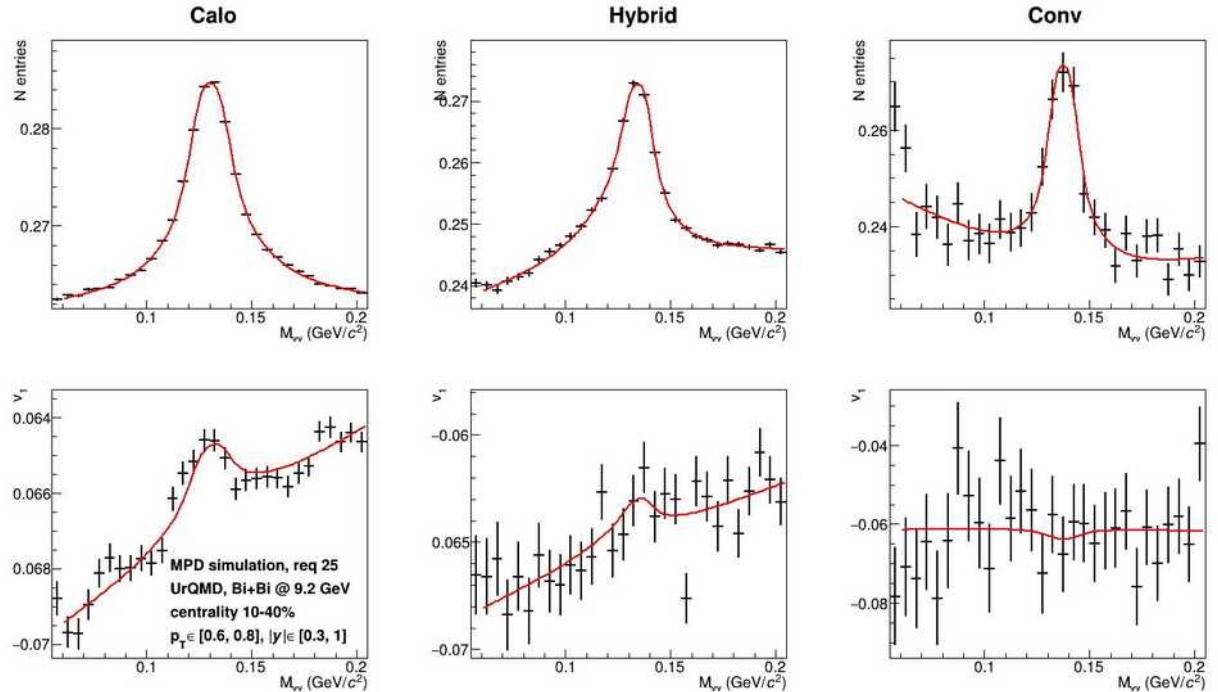 Calo
Hybrid
Conv
N entries
0.28
0.27
0.1
0.15
0.2
M_γγ (GeV/c²)
N entries
0.27
0.26
0.25
0.24
0.1
0.15
0.2
M_γγ (GeV/c²)
N entries
0.26
0.24
0.1
0.15
0.2
M_γγ (GeV/c²)
v₁
0.064
0.066
0.068
−0.07
0.1
0.15
0.2
M_γγ (GeV/c²)
MPD simulation, req 25
UrQMD, Bi+Bi @ 9.2 GeV
centrality 10-40%
p_T ∈ [0.6, 0.8], |y| ∈ [0.3, 1]
v₁
−0.06
0.065
−0.07
0.1
0.15
0.2
M_γγ (GeV/c²)
v₁
−0.04
−0.06
−0.08
0.1
0.15
0.2
M_γγ (GeV/c²)